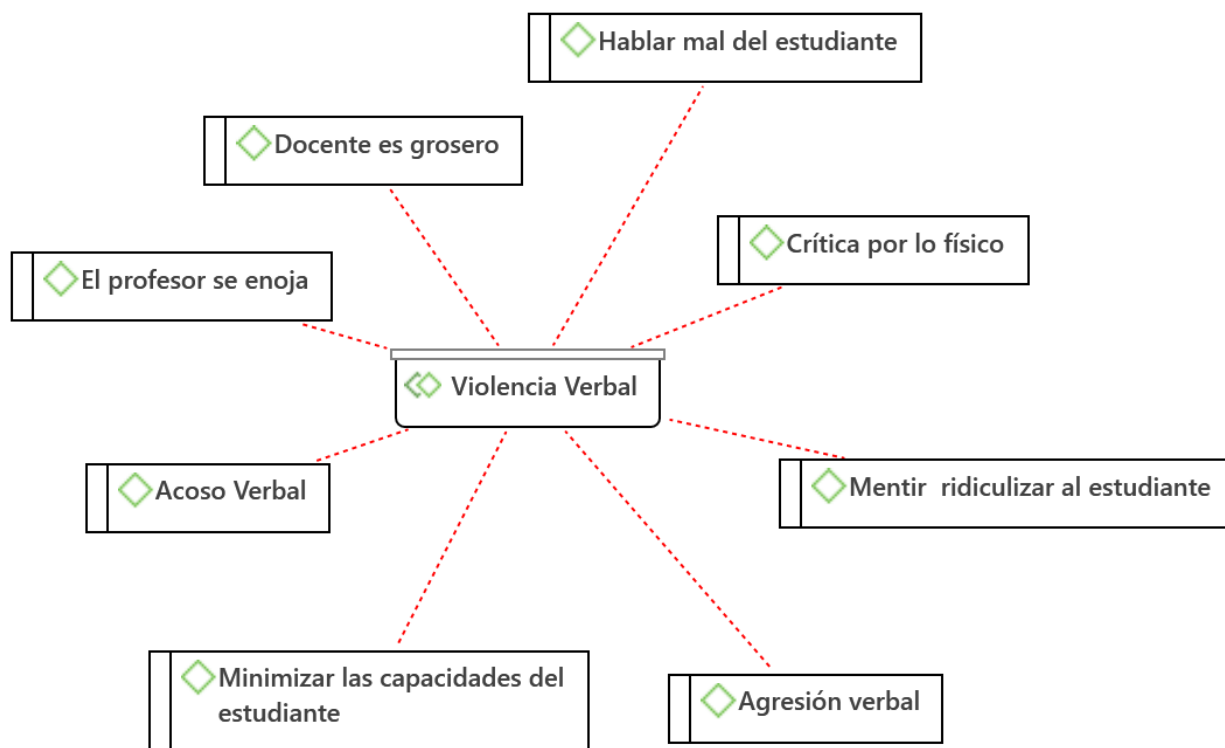 Hablar mal del estudiante
Docente es grosero
Crítica por lo físico
El profesor se enoja
Violencia Verbal
Acoso Verbal
Mentir  ridiculizar al estudiante
Minimizar las capacidades del
estudiante
Agresión verbal